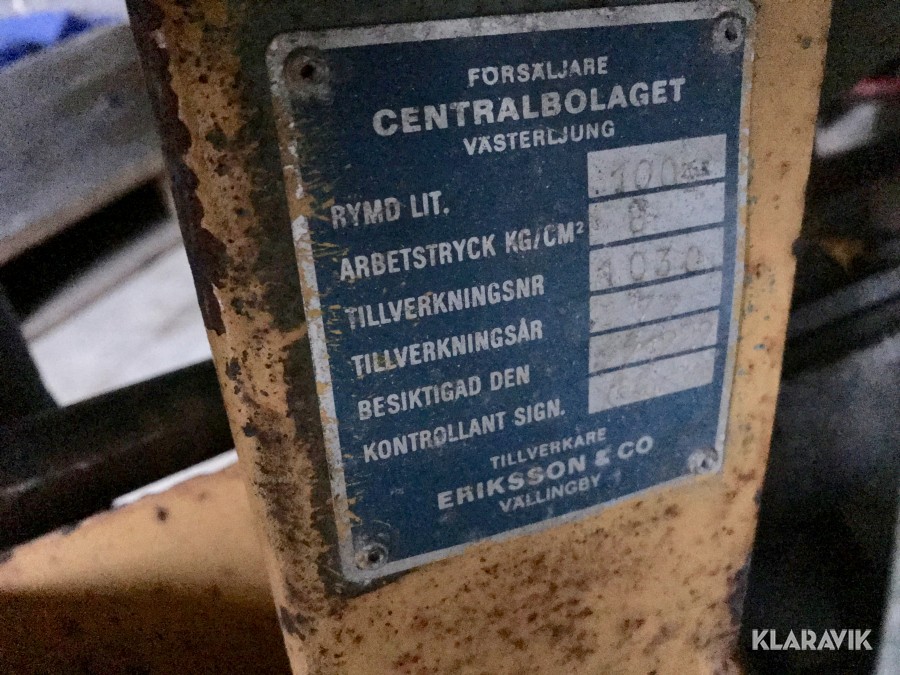 FÖRSÄLJARE
CENTRALBOLAGET
VÄSTERLJUNG
RYMD LIT. 100
ARBETSTRYCK KG/CM² 8
TILLVERKNINGSNR 1030
TILLVERKNINGSÅR
BESIKTIGAD DEN
KONTROLLANT SIGN.
TILLVERKARE
ERIKSSON & CO
VÄLLINGBY
KLARAVIK